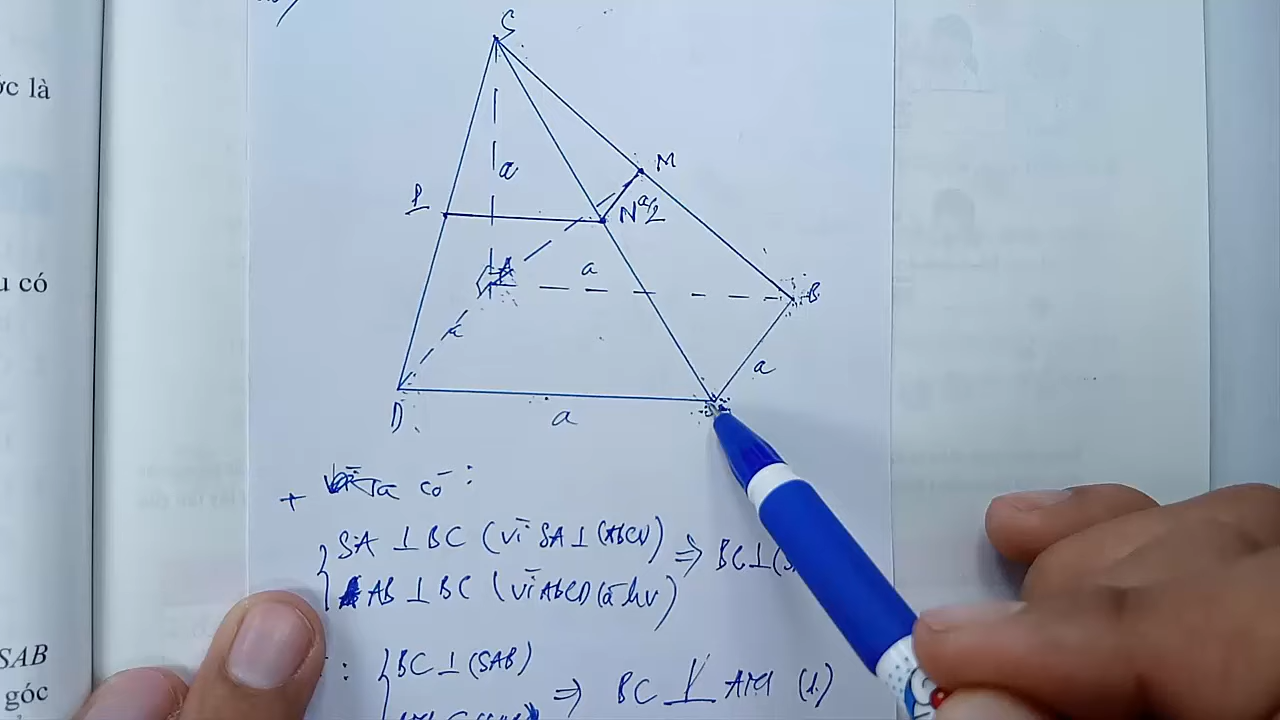 ớc là
có
SAB
góc
S
a
M
P
N a/2
A
a
B
a
a
D
a
+ Ta có :
SA ⊥ BC (vì SA ⊥ (ABCD) ⇒ BC ⊥ (S
AB ⊥ BC (vì ABCD là hv)
: BC ⊥ (SAB)
⇒ BC ⊥ AM (1)